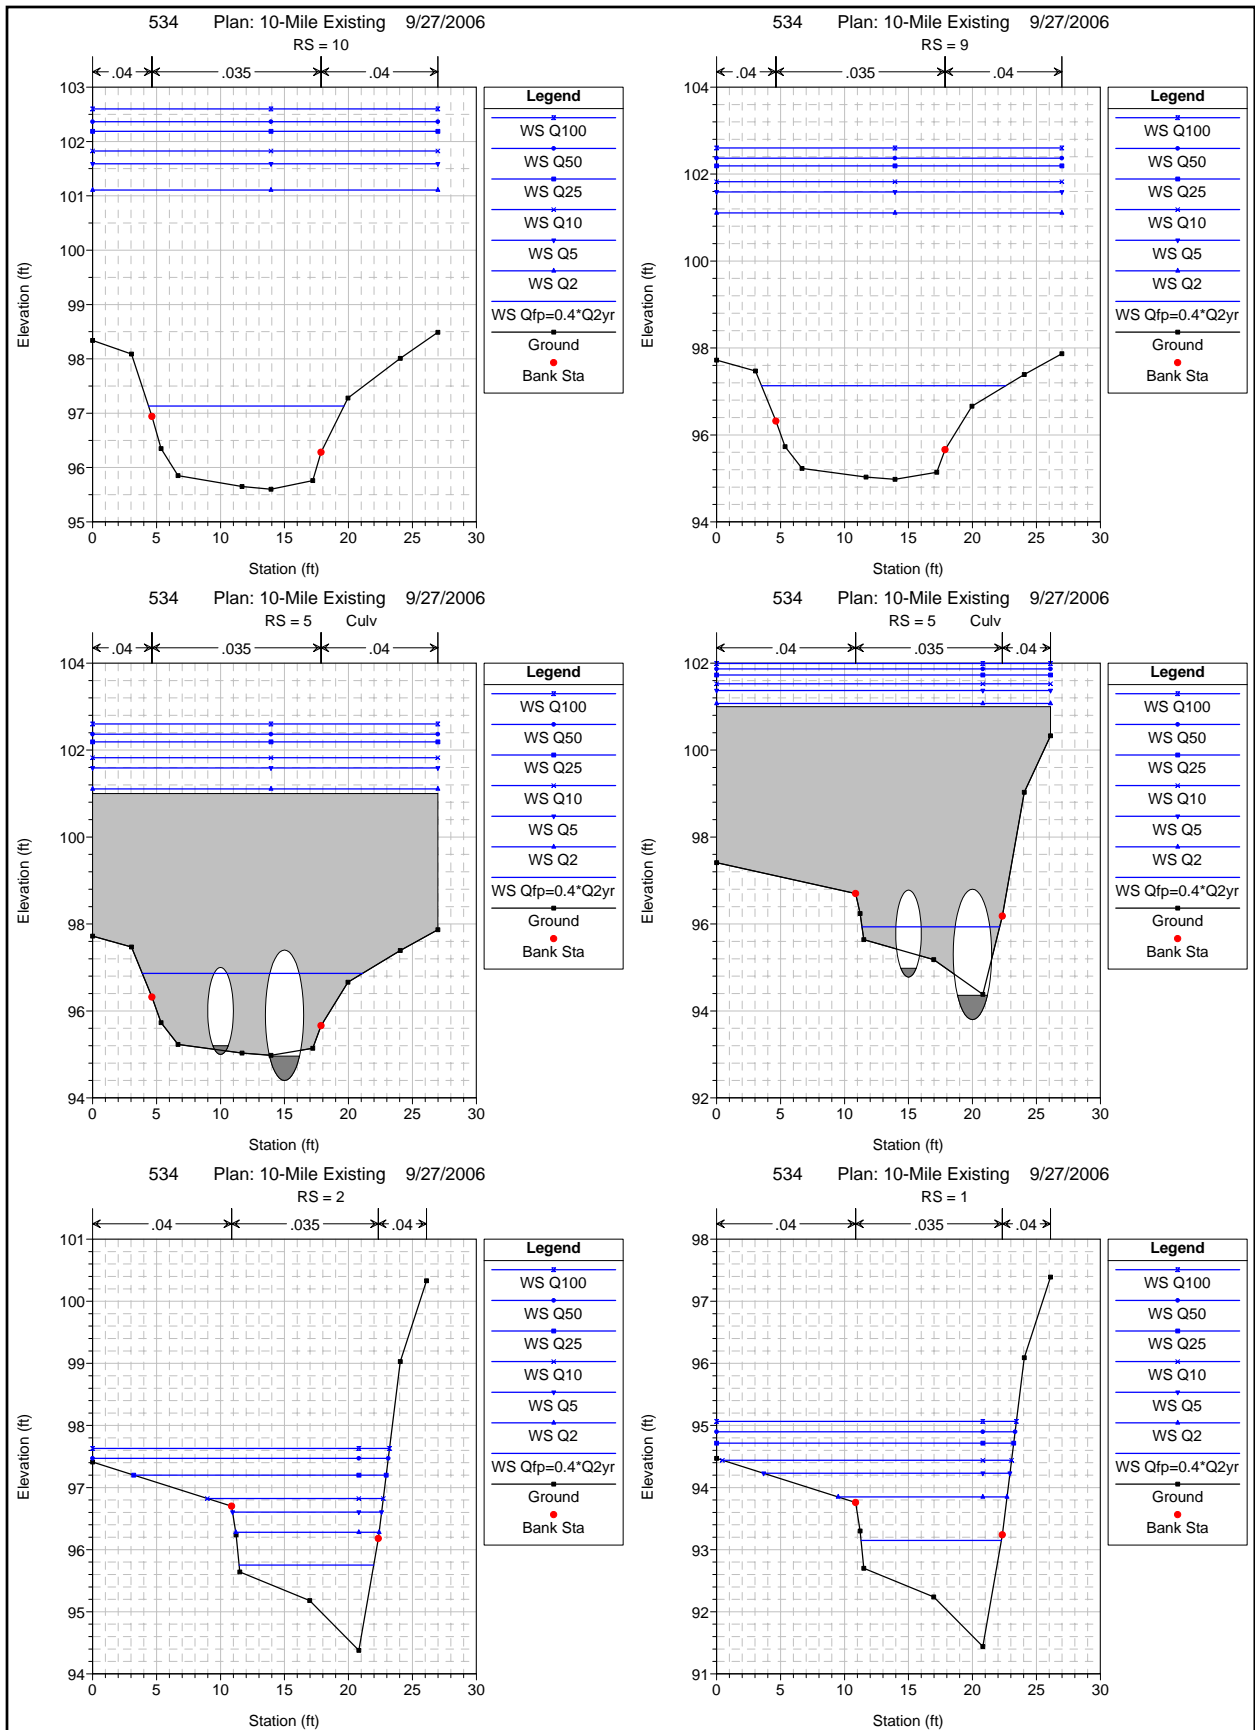 534 Plan: 10-Mile Existing 9/27/2006
RS = 10
.04 .035 .04
103
102
101
100
99
98
97
96
95
0 5 10 15 20 25 30
Station (ft)
Elevation (ft)
Legend
WS Q100
WS Q50
WS Q25
WS Q10
WS Q5
WS Q2
WS Qfp=0.4*Q2yr
Ground
Bank Sta
534 Plan: 10-Mile Existing 9/27/2006
RS = 9
.04 .035 .04
104
102
100
98
96
94
0 5 10 15 20 25 30
Station (ft)
Elevation (ft)
Legend
WS Q100
WS Q50
WS Q25
WS Q10
WS Q5
WS Q2
WS Qfp=0.4*Q2yr
Ground
Bank Sta
534 Plan: 10-Mile Existing 9/27/2006
RS = 5 Culv
.04 .035 .04
104
102
100
98
96
94
0 5 10 15 20 25 30
Station (ft)
Elevation (ft)
Legend
WS Q100
WS Q50
WS Q25
WS Q10
WS Q5
WS Q2
WS Qfp=0.4*Q2yr
Ground
Bank Sta
534 Plan: 10-Mile Existing 9/27/2006
RS = 5 Culv
.04 .035 .04
102
100
98
96
94
92
0 5 10 15 20 25 30
Station (ft)
Elevation (ft)
Legend
WS Q100
WS Q50
WS Q25
WS Q10
WS Q5
WS Q2
WS Qfp=0.4*Q2yr
Ground
Bank Sta
534 Plan: 10-Mile Existing 9/27/2006
RS = 2
.04 .035 .04
101
100
99
98
97
96
95
94
0 5 10 15 20 25 30
Station (ft)
Elevation (ft)
Legend
WS Q100
WS Q50
WS Q25
WS Q10
WS Q5
WS Q2
WS Qfp=0.4*Q2yr
Ground
Bank Sta
534 Plan: 10-Mile Existing 9/27/2006
RS = 1
.04 .035 .04
98
97
96
95
94
93
92
91
0 5 10 15 20 25 30
Station (ft)
Elevation (ft)
Legend
WS Q100
WS Q50
WS Q25
WS Q10
WS Q5
WS Q2
WS Qfp=0.4*Q2yr
Ground
Bank Sta